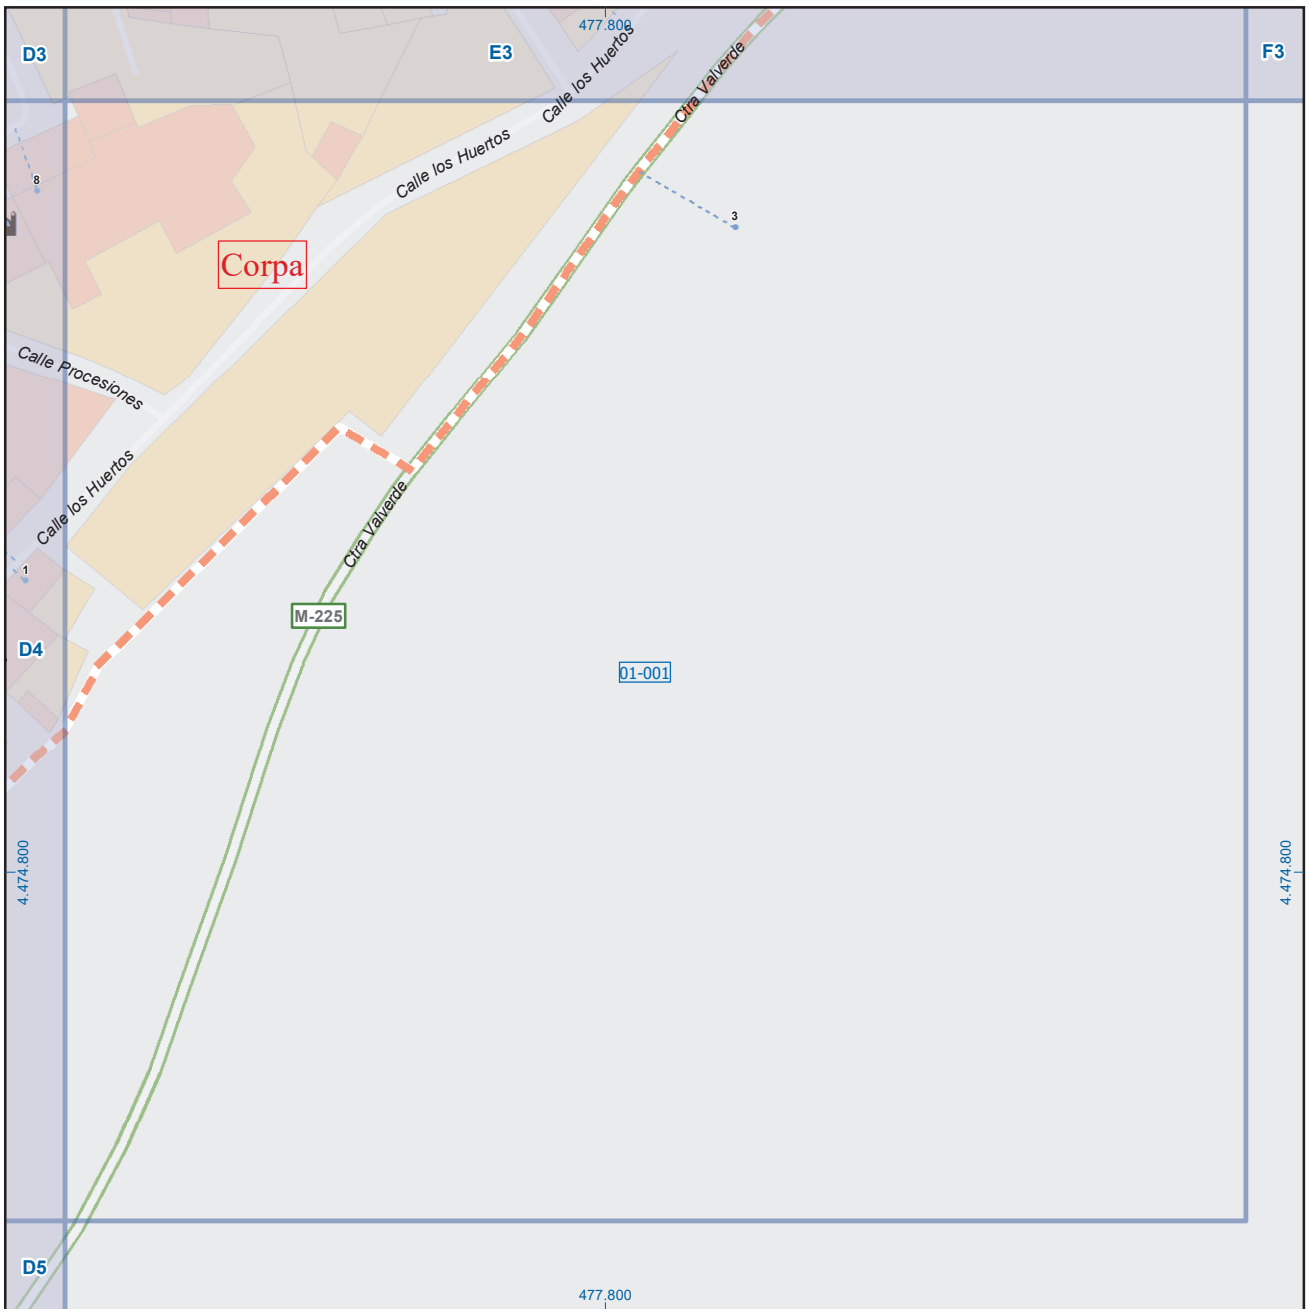 477.800
D3
E3
F3
Calle los Huertos
Ctra Valverde
Calle los Huertos
8
3
Corpa
Calle Procesiones
Calle los Huertos
Ctra Valverde
1
M-225
D4
01-001
4.474.800
4.474.800
D5
477.800